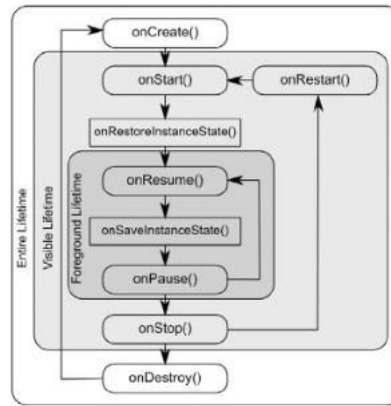 onCreate()
onStart()
onRestart()
onRestoreInstanceState()
onResume()
onSaveInstanceState()
onPause()
onStop()
onDestroy()
Entire Lifetime
Visible Lifetime
Foreground Lifetime